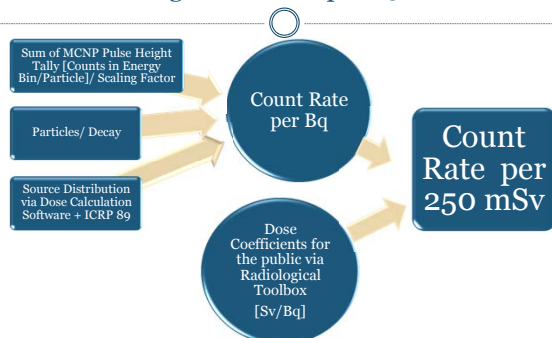 Sum of MCNP Pulse Height
Tally [Counts in Energy
Bin/Particle]/ Scaling Factor
Particles/ Decay
Source Distribution
via Dose Calculation
Software + ICRP 89
Count Rate
per Bq
Dose
Coefficients for
the public via
Radiological
Toolbox
[Sv/Bq]
Count
Rate per
250 mSv